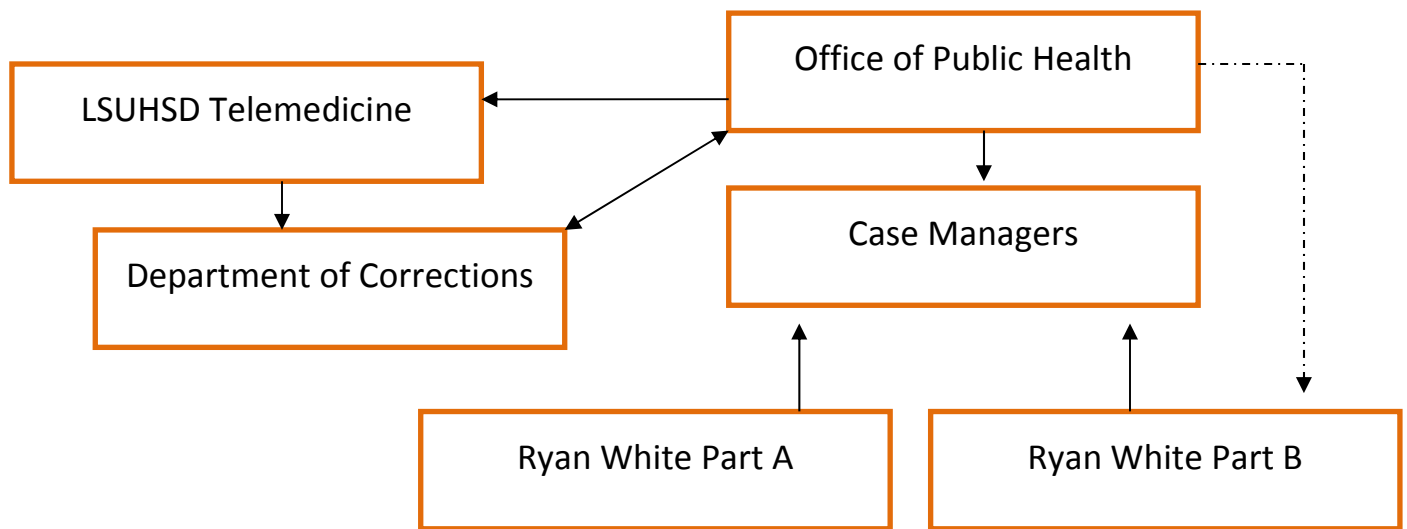 Office of Public Health
LSUHSD Telemedicine
Case Managers
Department of Corrections
Ryan White Part A
Ryan White Part B